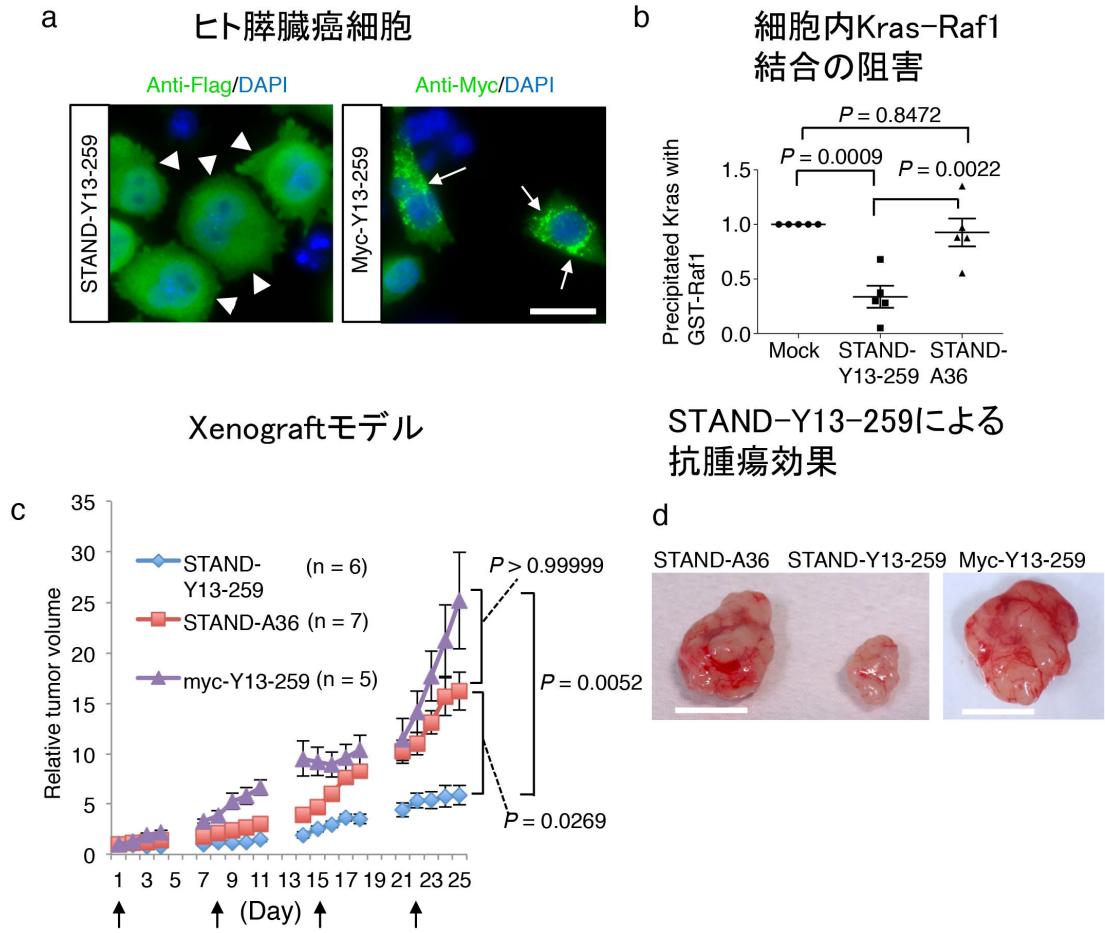 a
ヒト膵臓癌細胞
Anti-Flag/DAPI
Anti-Myc/DAPI
STAND-Y13-259
Myc-Y13-259
b
細胞内Kras-Raf1
結合の阻害
P = 0.8472
P = 0.0009
P = 0.0022
Precipitated Kras with
GST-Raf1
1.5
1.0
0.5
0.0
Mock
STAND-
Y13-259
STAND-
A36
Xenograftモデル
c
Relative tumor volume
35
30
25
20
15
10
5
0
STAND-
Y13-259
(n = 6)
STAND-A36
(n = 7)
myc-Y13-259
(n = 5)
P > 0.99999
P = 0.0052
P = 0.0269
1 3 5 7 9 11 13 15 17 19 21 23 25
(Day)
STAND-Y13-259による
抗腫瘍効果
d
STAND-A36
STAND-Y13-259
Myc-Y13-259